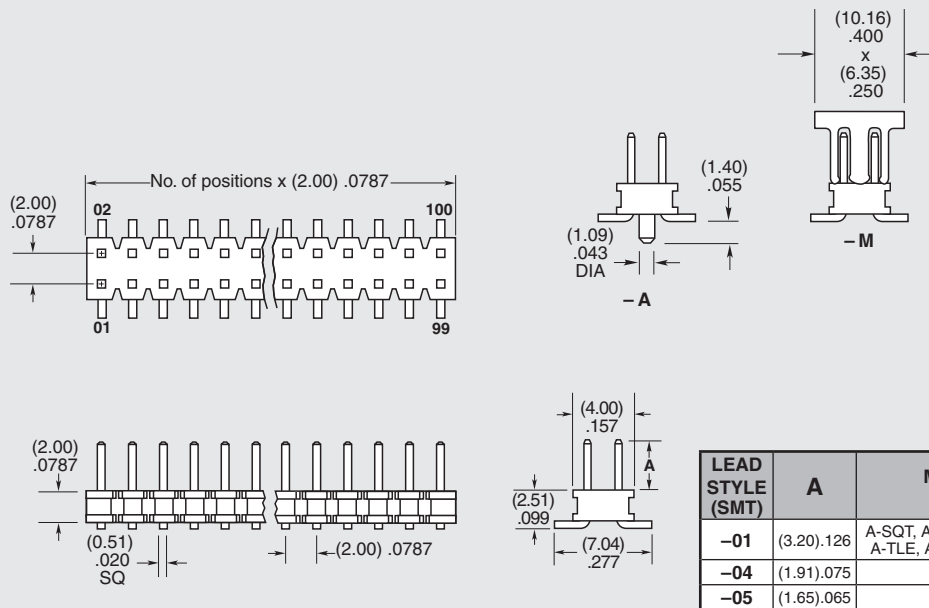 (10.16)
.400
x
(6.35)
.250
– M
(1.40)
.055
(1.09)
.043
DIA
– A
No. of positions x (2.00) .0787
(2.00)
.0787
02
100
01
99
(2.00)
.0787
(0.51)
.020
SQ
(2.00) .0787
(4.00)
.157
A
(2.51)
.099
(7.04)
.277
LEAD
STYLE
(SMT)
A
–01
(3.20).126
A-SQT, A
A-TLE, A
–04
(1.91).075
–05
(1.65).065